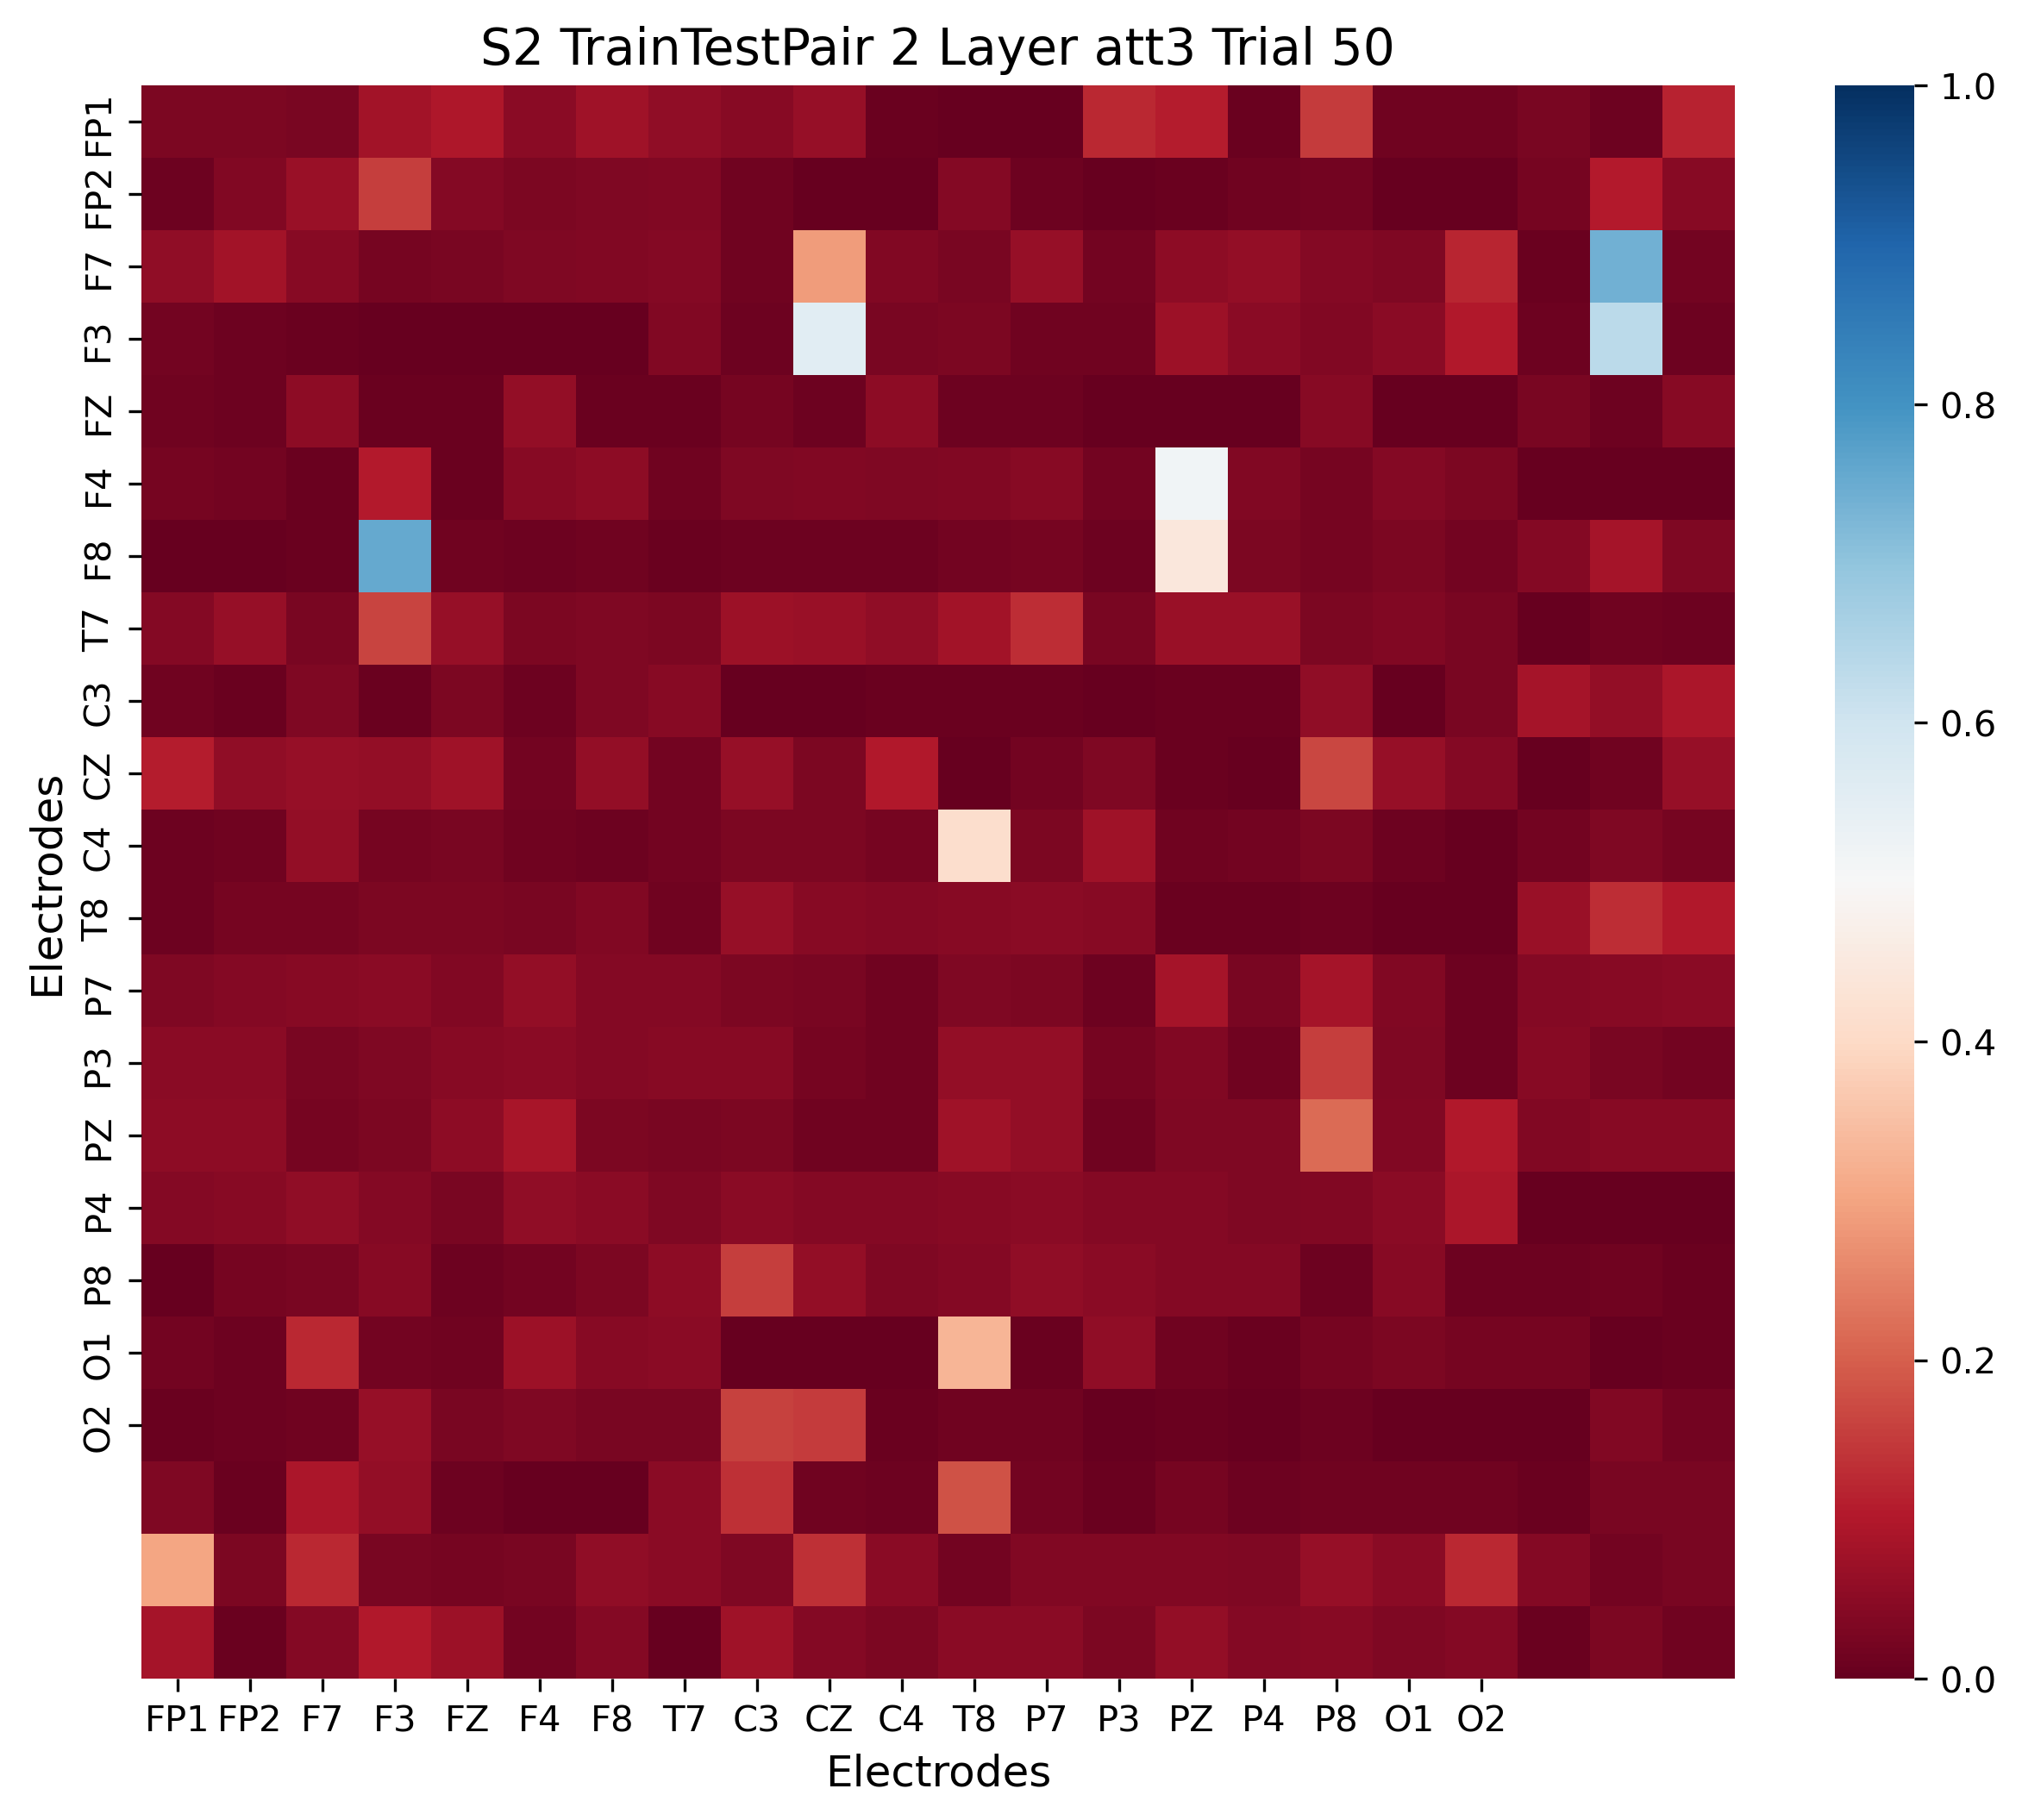 S2 TrainTestPair 2 Layer att3 Trial 50
FP1
FP2
F7
F3
FZ
F4
F8
T7
C3
CZ
C4
T8
P7
P3
PZ
P4
P8
O1
O2
Electrodes
FP1 FP2 F7 F3 FZ F4 F8 T7 C3 CZ C4 T8 P7 P3 PZ P4 P8 O1 O2
Electrodes
1.0
0.8
0.6
0.4
0.2
0.0